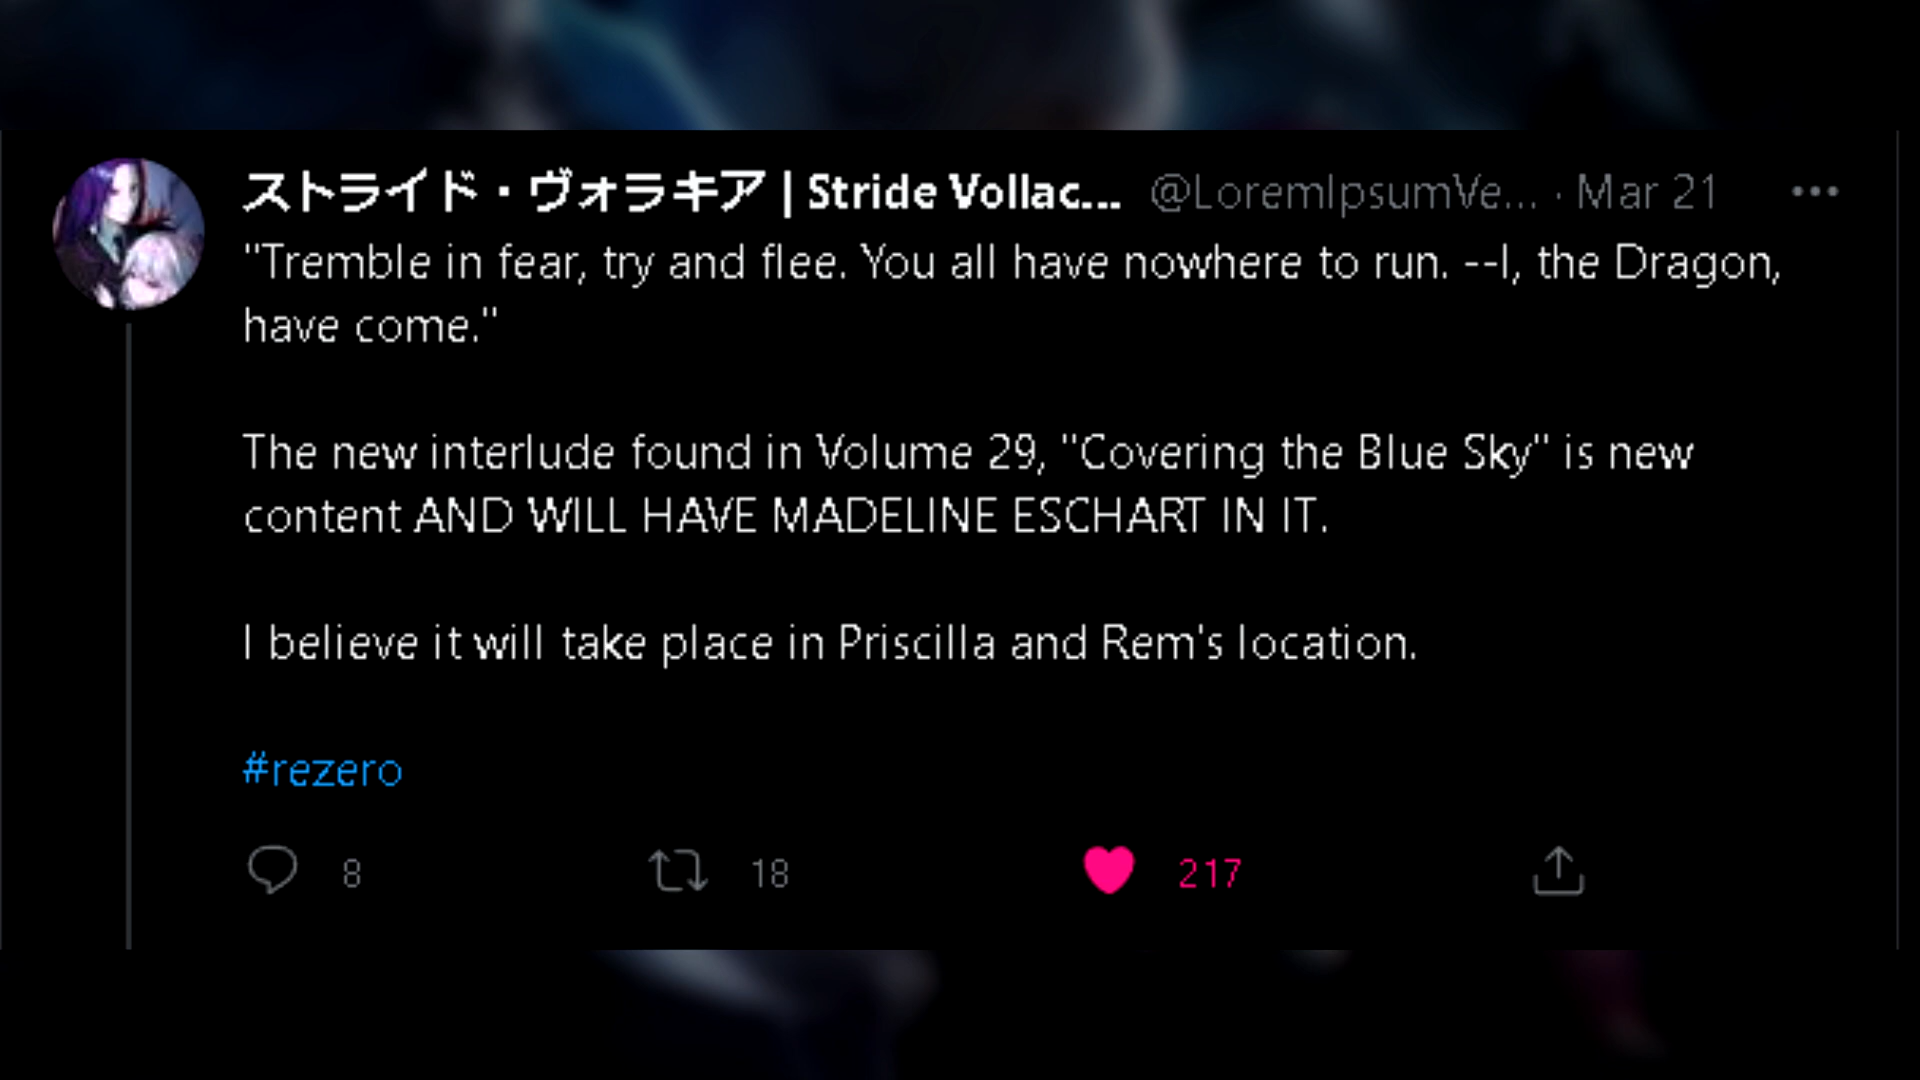 ストライド・ヴォラキア | Stride Vollac... @LoremIpsumVe... · Mar 21
"Tremble in fear, try and flee. You all have nowhere to run. --I, the Dragon,
have come."
The new interlude found in Volume 29, "Covering the Blue Sky" is new
content AND WILL HAVE MADELINE ESCHART IN IT.
I believe it will take place in Priscilla and Rem's location.
#rezero
8 18 217